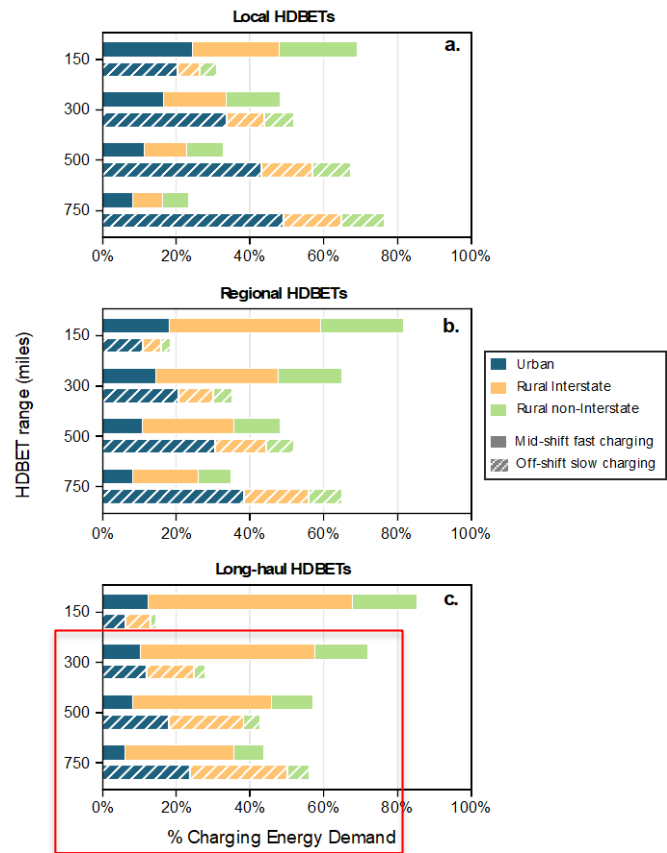 Local HDBETs
a.
150
300
500
750
0% 20% 40% 60% 80% 100%
Regional HDBETs
b.
150
300
500
750
0% 20% 40% 60% 80% 100%
HDBET range (miles)
Urban
Rural Interstate
Rural non-Interstate
Mid-shift fast charging
Off-shift slow charging
Long-haul HDBETs
c.
150
300
500
750
0% 20% 40% 60% 80% 100%
% Charging Energy Demand